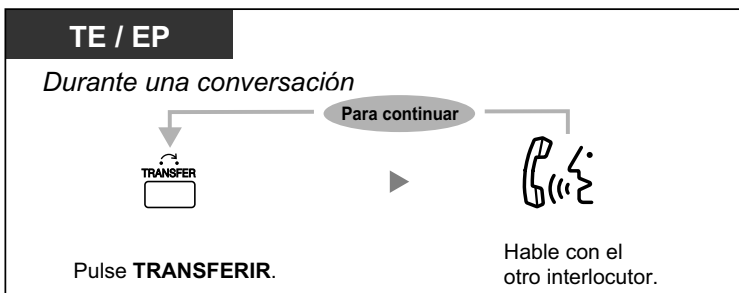 TE / EP
Durante una conversación
Para continuar
TRANSFER
Pulse TRANSFERIR.
Hable con el
otro interlocutor.